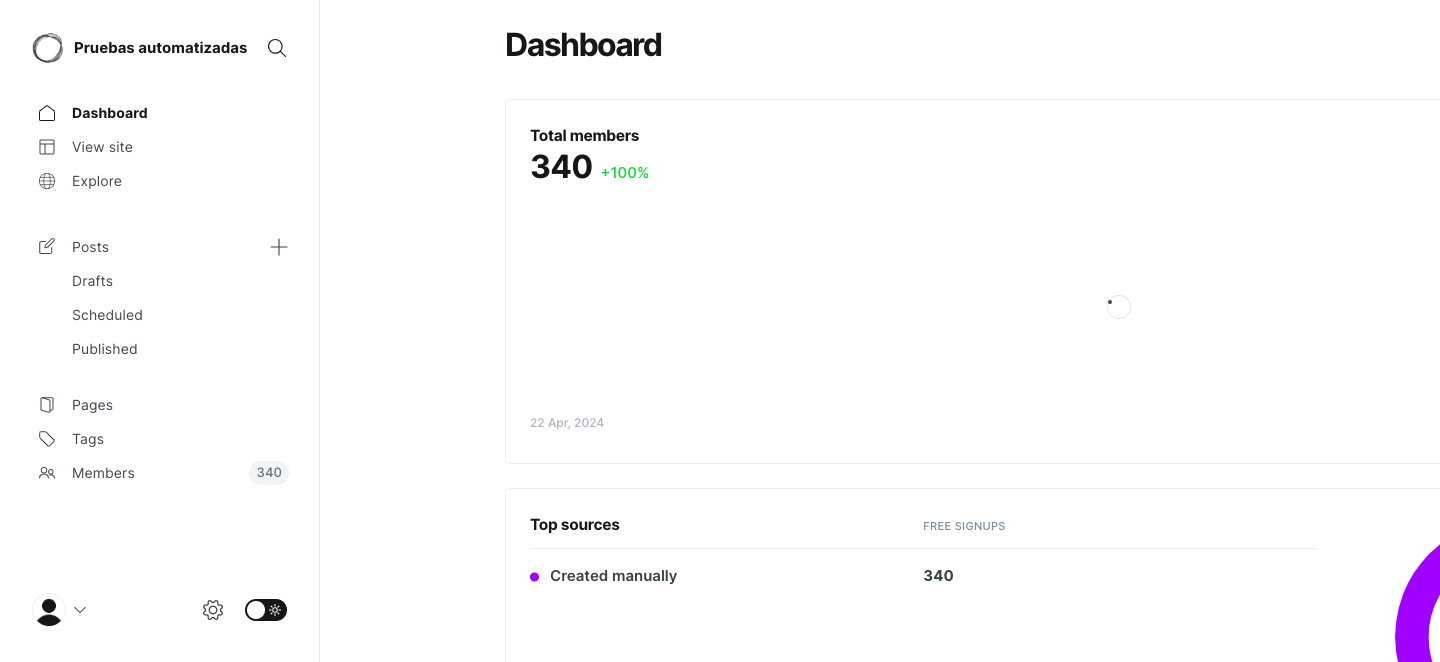 Pruebas automatizadas
Dashboard
View site
Explore
Posts
Drafts
Scheduled
Published
Pages
Tags
Members 340
Dashboard
Total members
340 +100%
22 Apr, 2024
Top sources FREE SIGNUPS
Created manually 340